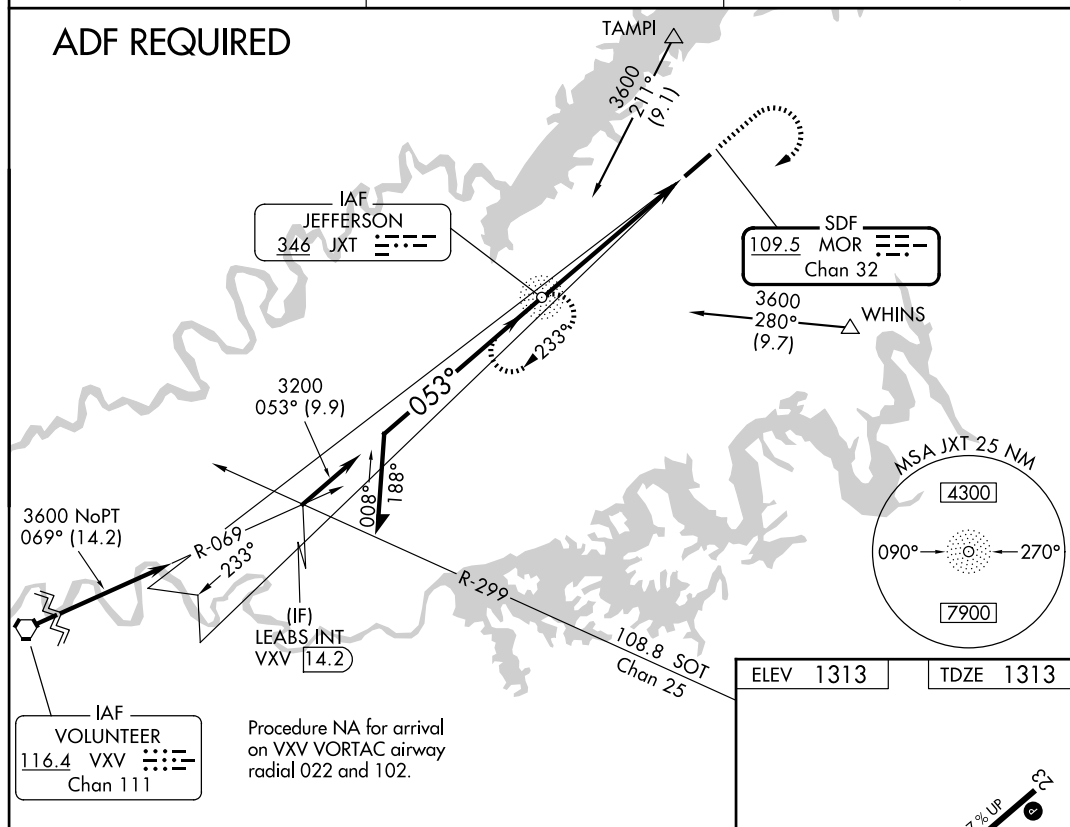 ADF REQUIRED
TAMPI
3600
211°
(9.1)
IAF
JEFFERSON
346 JXT
SDF
109.5 MOR
Chan 32
3600
280°
(9.7)
WHINS
233°
053°
3200
053° (9.9)
008°
188°
MSA JXT 25 NM
4300
090°
270°
7900
3600 NoPT
069° (14.2)
R-069
233°
R-299
(IF)
LEABS INT
VXV 14.2
108.8 SOT
Chan 25
IAF
VOLUNTEER
116.4 VXV
Chan 111
Procedure NA for arrival
on VXV VORTAC airway
radial 022 and 102.
ELEV 1313
TDZE 1313
23
7% UP
P